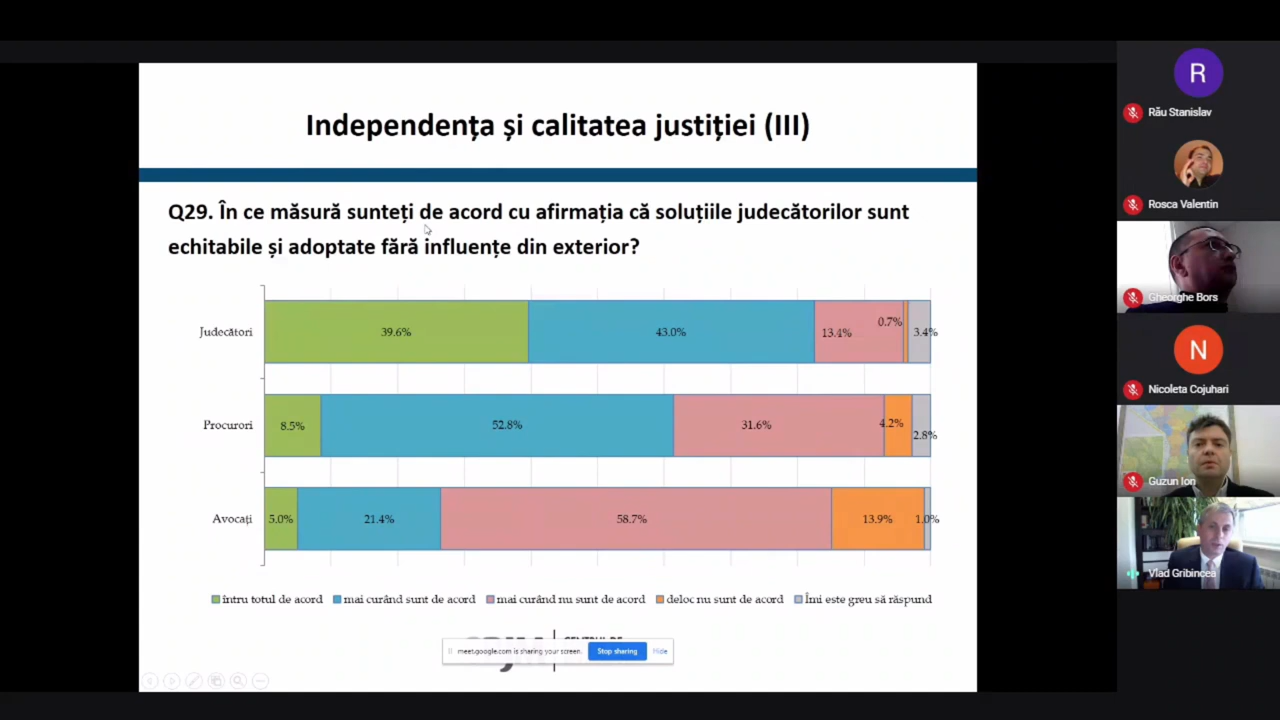 Independența și calitatea justiției (III)
Q29. În ce măsură sunteți de acord cu afirmația că soluțiile judecătorilor sunt
echitabile și adoptate fără influențe din exterior?
Judecători
39.6%
43.0%
13.4%
0.7%
3.4%
Procurori
8.5%
52.8%
31.6%
4.2%
2.8%
Avocați
5.0%
21.4%
58.7%
13.9%
1.0%
întru totul de acord
mai curând sunt de acord
mai curând nu sunt de acord
deloc nu sunt de acord
Îmi este greu să răspund
meet.google.com is sharing your screen.
Stop sharing
Hide
R
Rău Stanislav
Rosca Valentin
Gheorghe Bors
N
Nicoleta Cojuhari
Guzun Ion
Vlad Gribincea